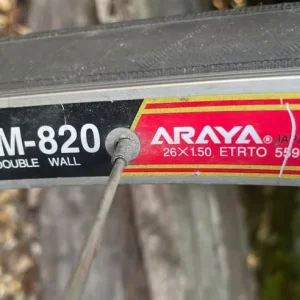 M-820
DOUBLE WALL
ARAYA®
26×1.50 ETRTO 559